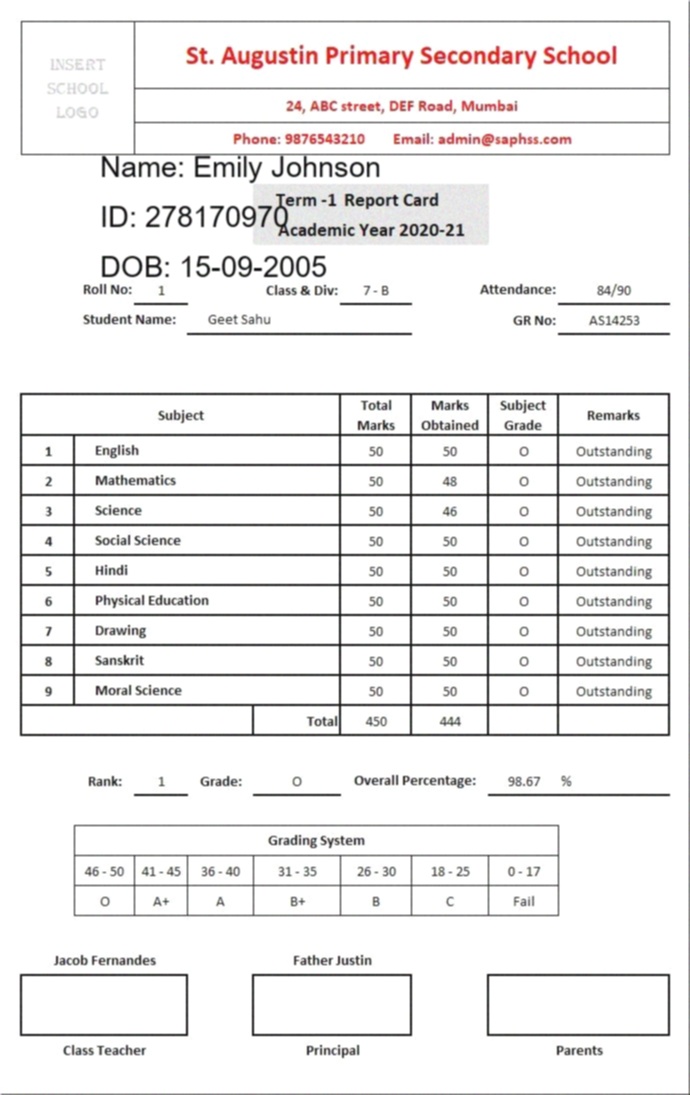 INSERT
SCHOOL
LOGO
St. Augustin Primary Secondary School
24, ABC street, DEF Road, Mumbai
Phone: 9876543210 Email: admin@saphss.com
Name: Emily Johnson
Term -1 Report Card
ID: 278170970
Academic Year 2020-21
DOB: 15-09-2005
Roll No: 1 Class & Div: 7 - B Attendance: 84/90
Student Name: Geet Sahu GR No: AS14253
Subject Total Marks Marks Obtained Subject Grade Remarks
1 English 50 50 O Outstanding
2 Mathematics 50 48 O Outstanding
3 Science 50 46 O Outstanding
4 Social Science 50 50 O Outstanding
5 Hindi 50 50 O Outstanding
6 Physical Education 50 50 O Outstanding
7 Drawing 50 50 O Outstanding
8 Sanskrit 50 50 O Outstanding
9 Moral Science 50 50 O Outstanding
Total 450 444
Rank: 1 Grade: O Overall Percentage: 98.67 %
Grading System
46 - 50 41 - 45 36 - 40 31 - 35 26 - 30 18 - 25 0 - 17
O A+ A B+ B C Fail
Jacob Fernandes Father Justin
Class Teacher Principal Parents